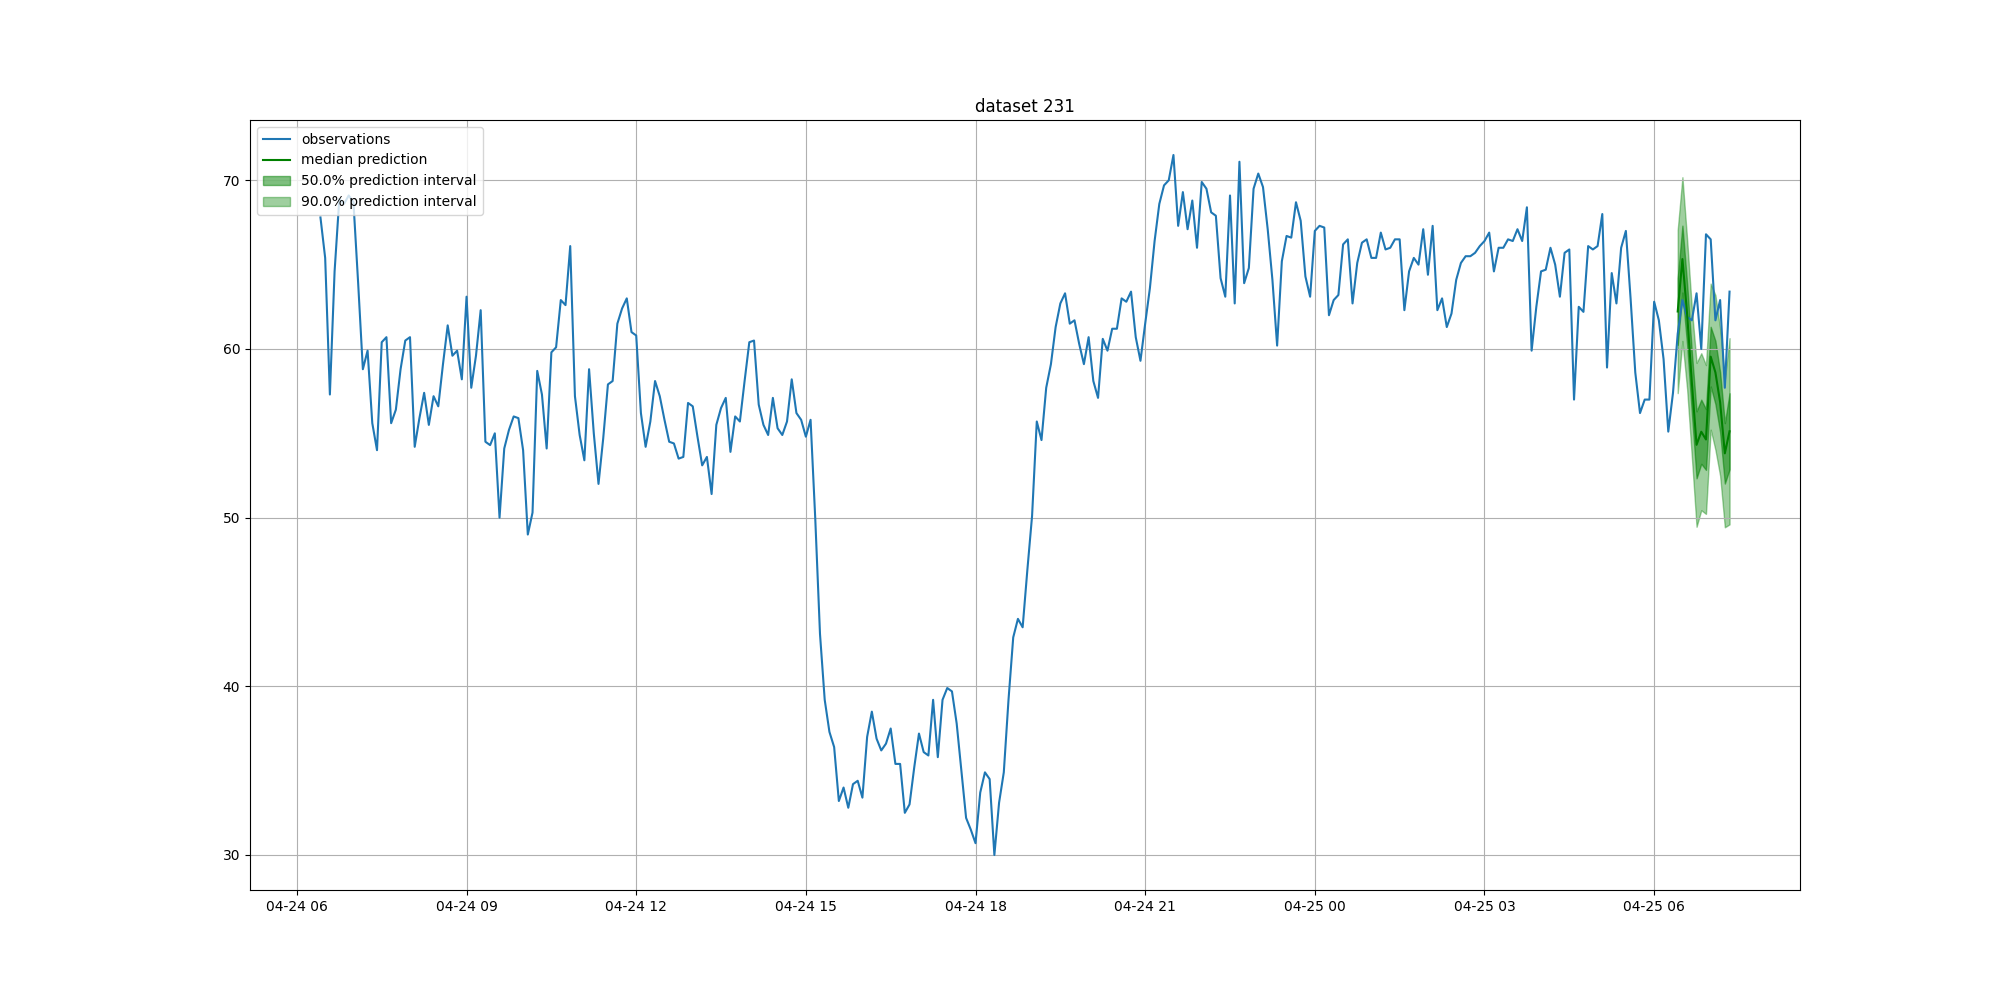 dataset 231
observations
median prediction
50.0% prediction interval
90.0% prediction interval
70
60
50
40
30
04-24 06
04-24 09
04-24 12
04-24 15
04-24 18
04-24 21
04-25 00
04-25 03
04-25 06